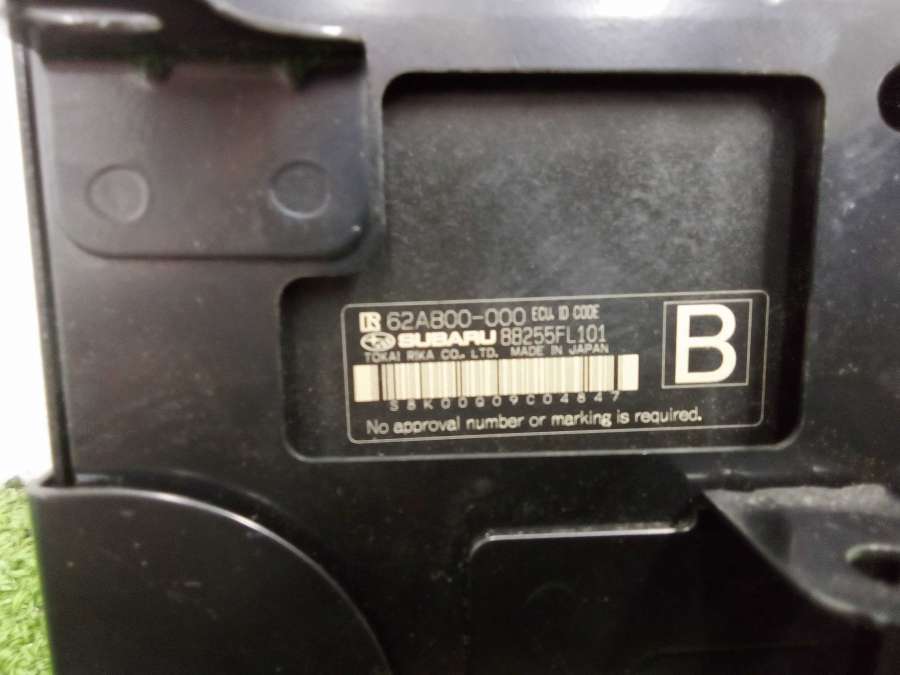 62A800-000 ECU. ID CODE
SUBARU 88255FL101
TOKAI RIKA CO., LTD. MADE IN JAPAN
B
S8K00G09C04847
No approval number or marking is required.